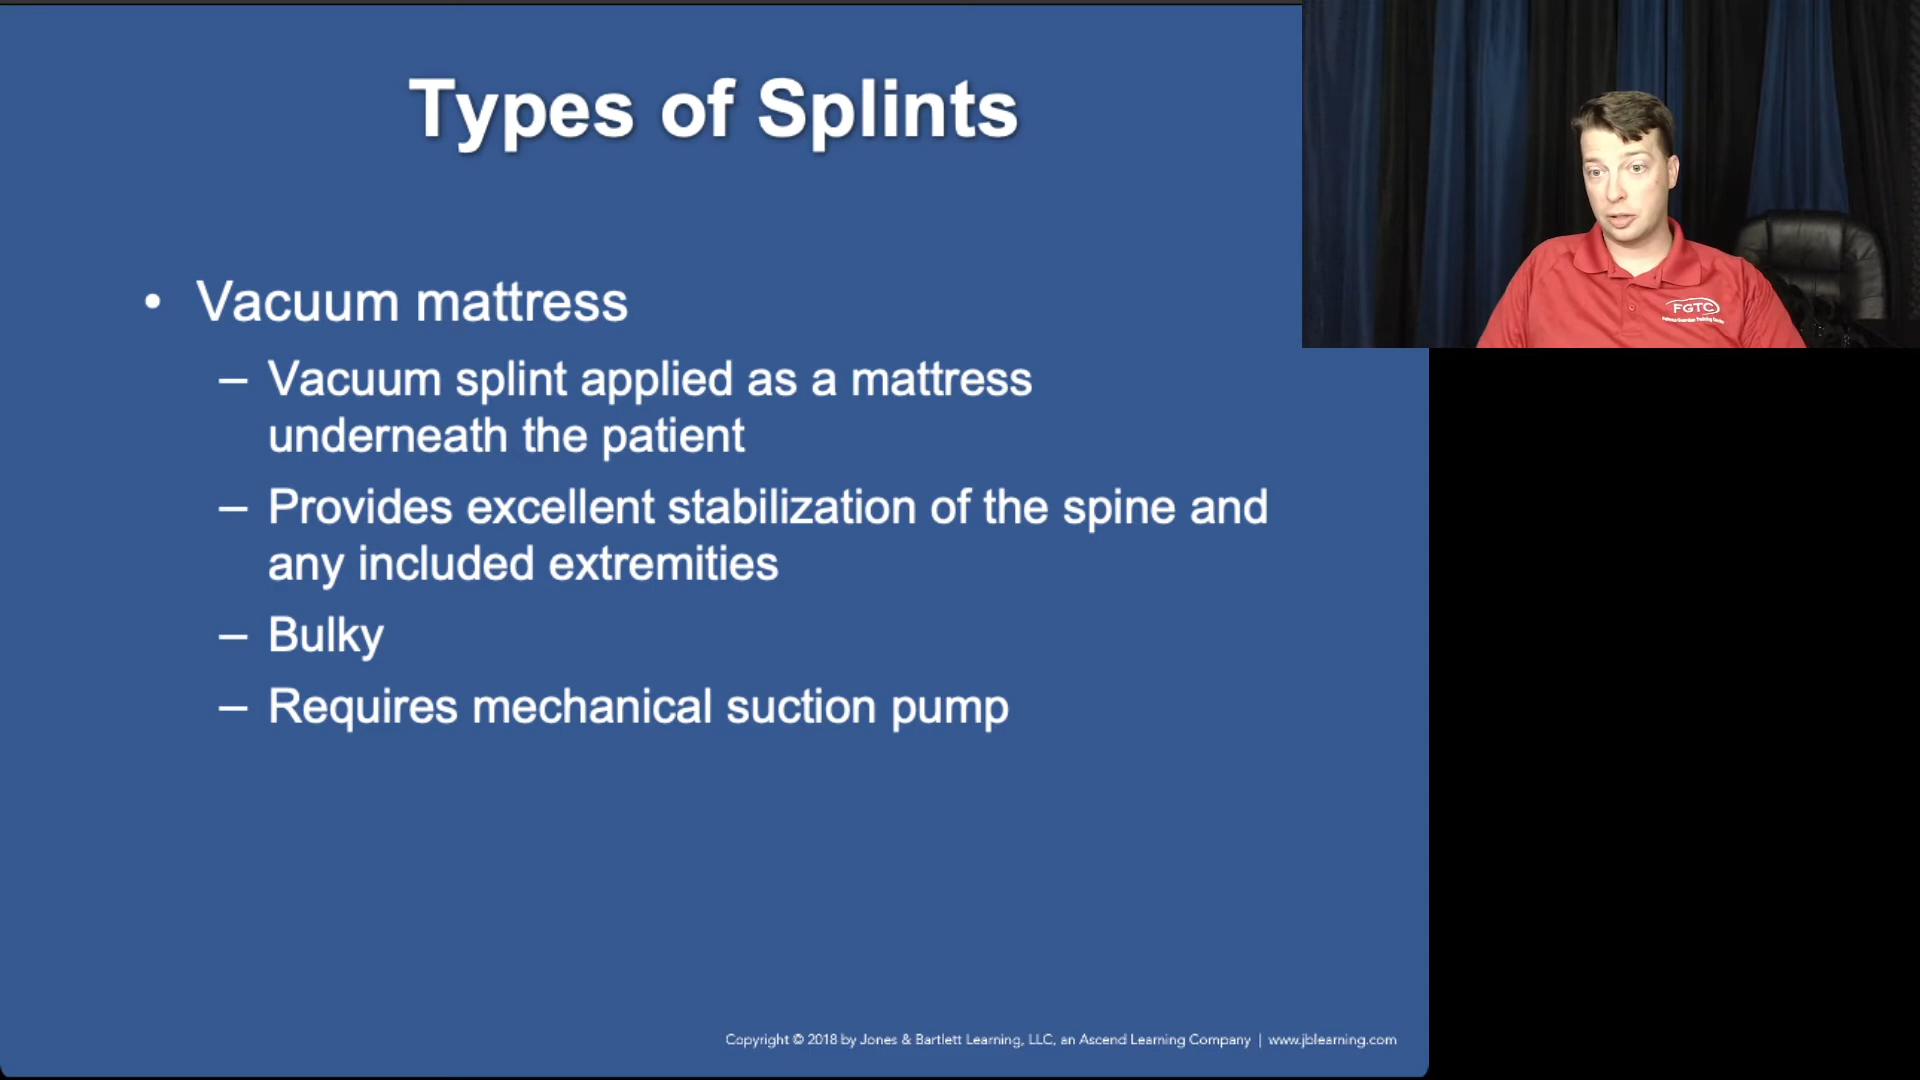 Types of Splints
• Vacuum mattress
– Vacuum splint applied as a mattress
underneath the patient
– Provides excellent stabilization of the spine and
any included extremities
– Bulky
– Requires mechanical suction pump
Copyright © 2018 by Jones & Bartlett Learning, LLC, an Ascend Learning Company | www.jblearning.com
FGTC